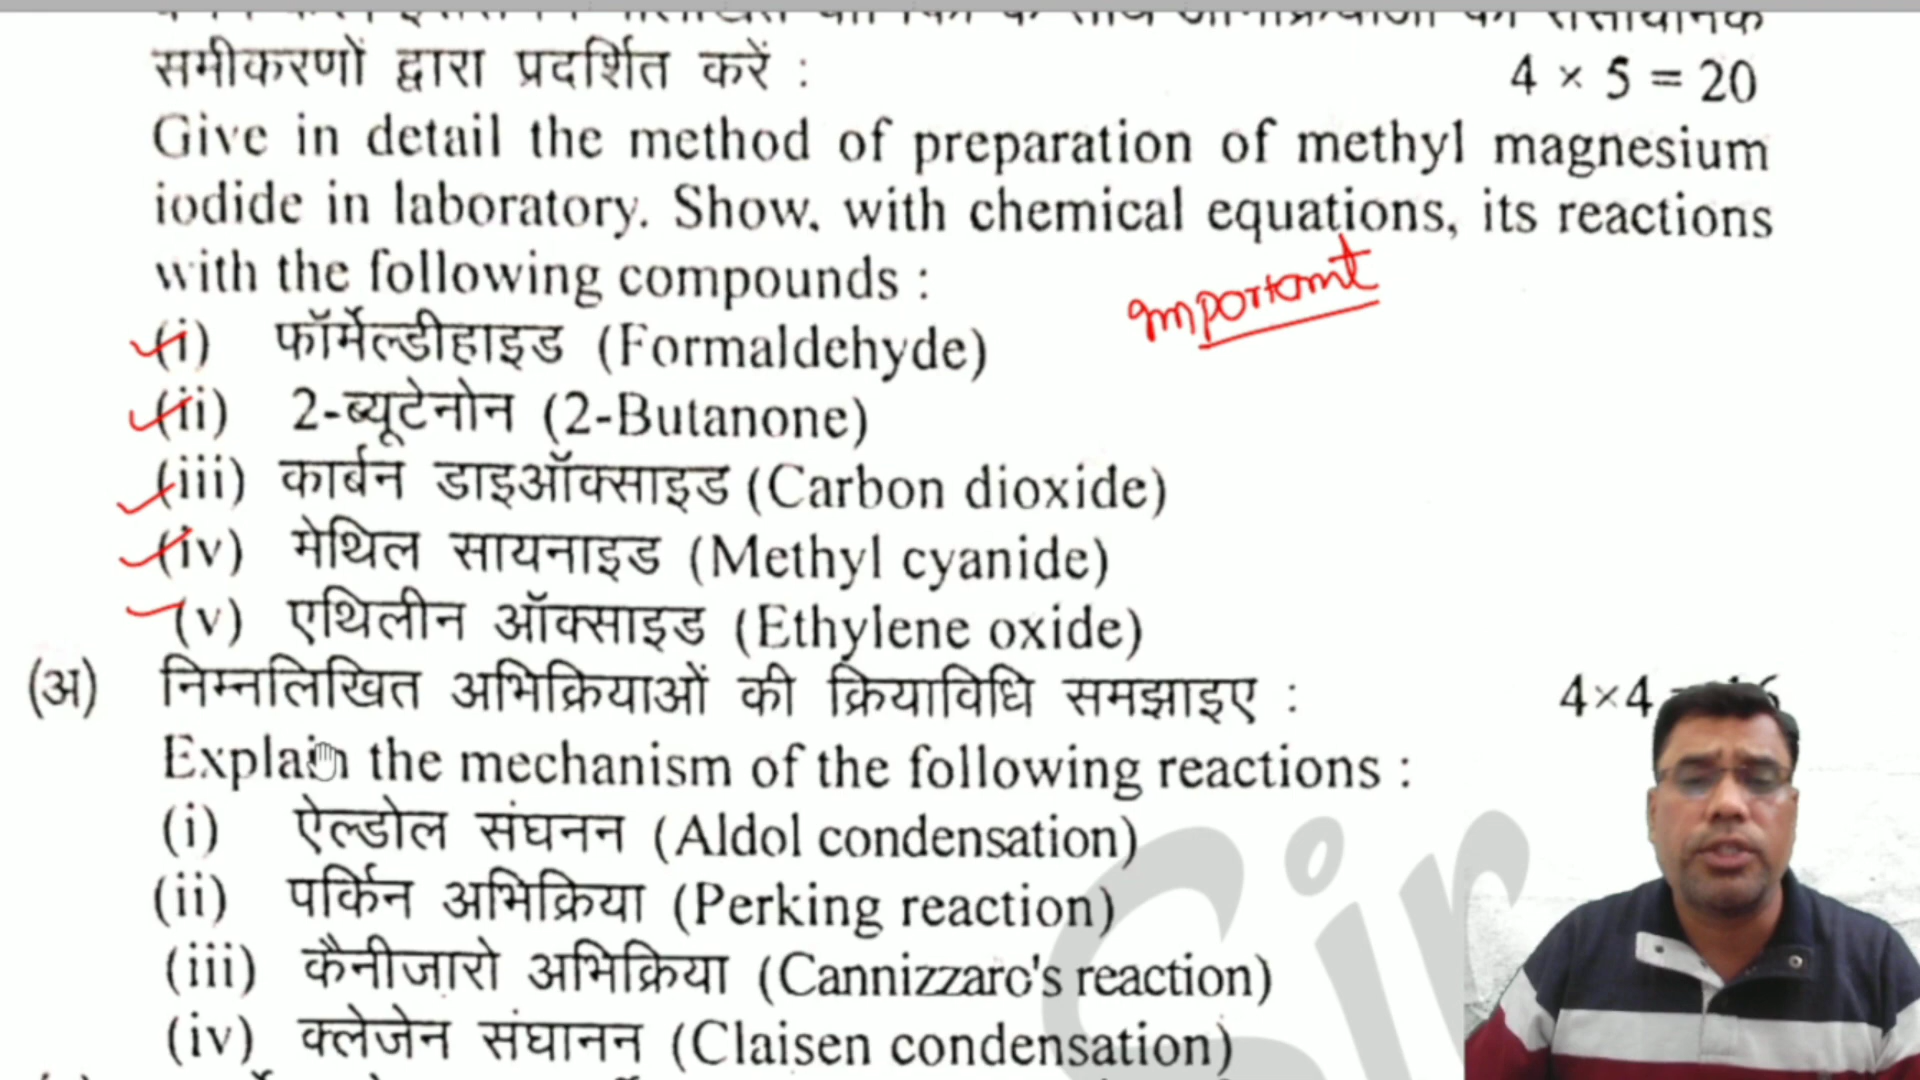 समीकरणों द्वारा प्रदर्शित करें : 4 × 5 = 20
Give in detail the method of preparation of methyl magnesium
iodide in laboratory. Show, with chemical equations, its reactions
with the following compounds :
Important
(i) फॉर्मेल्डीहाइड (Formaldehyde)
(ii) 2-ब्यूटेनोन (2-Butanone)
(iii) कार्बन डाइऑक्साइड (Carbon dioxide)
(iv) मेथिल सायनाइड (Methyl cyanide)
(v) एथिलीन ऑक्साइड (Ethylene oxide)
(अ) निम्नलिखित अभिक्रियाओं की क्रियाविधि समझाइए : 4×4
Explain the mechanism of the following reactions :
(i) ऐल्डोल संघनन (Aldol condensation)
(ii) पर्किन अभिक्रिया (Perking reaction)
(iii) कैनीजारो अभिक्रिया (Cannizzaro's reaction)
(iv) क्लेजेन संघानन (Claisen condensation)
Sir